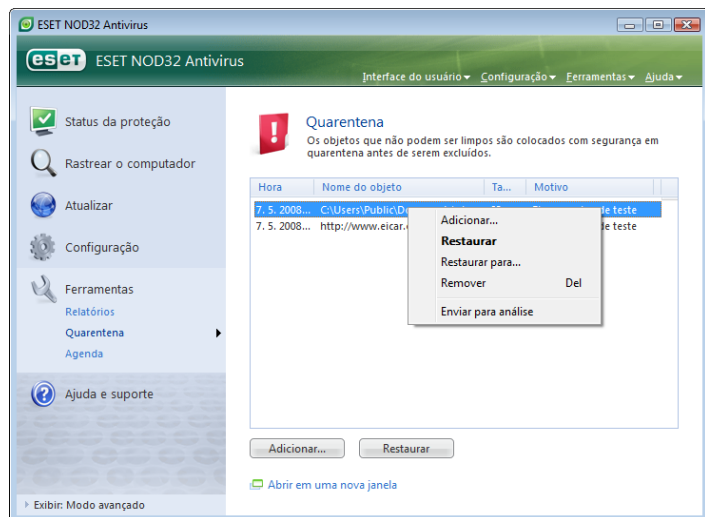 ESET NOD32 Antivirus
eset ESET NOD32 Antivirus
Interface do usuário Configuração Ferramentas Ajuda
Status da proteção
Rastrear o computador
Atualizar
Configuração
Ferramentas
Relatórios
Quarentena
Agenda
Ajuda e suporte
Exibir: Modo avançado
Quarentena
Os objetos que não podem ser limpos são colocados com segurança em
quarentena antes de serem excluídos.
Hora Nome do objeto Ta... Motivo
7. 5. 2008... C:\Users\Public\Do de teste
7. 5. 2008... http://www.eicar. de teste
Adicionar...
Restaurar
Restaurar para...
Remover Del
Enviar para análise
Adicionar... Restaurar
Abrir em uma nova janela